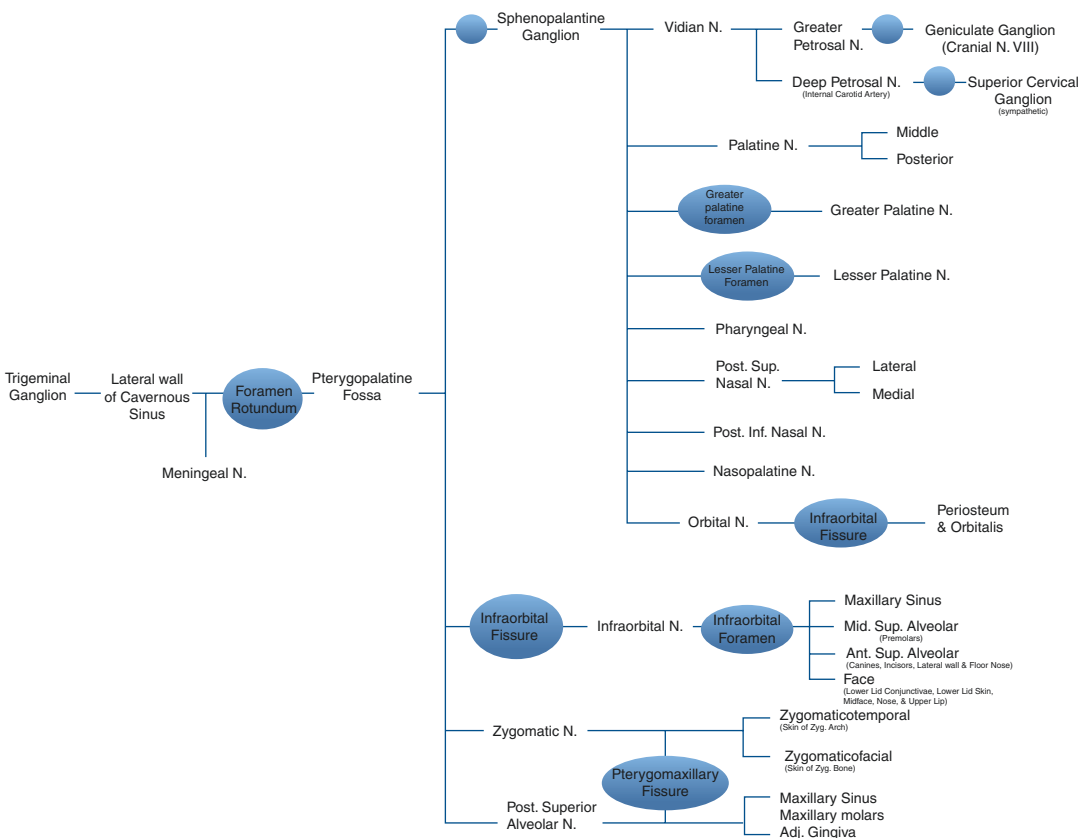 Sphenopalantine
Ganglion
Vidian N.
Greater
Petrosal N.
Geniculate Ganglion
(Cranial N. VIII)
Deep Petrosal N.
(Internal Carotid Artery)
Superior Cervical
Ganglion
(sympathetic)
Palatine N.
Middle
Posterior
Greater
palatine
foramen
Greater Palatine N.
Lesser Palatine
Foramen
Lesser Palatine N.
Pharyngeal N.
Post. Sup.
Nasal N.
Lateral
Medial
Post. Inf. Nasal N.
Nasopalatine N.
Orbital N.
Infraorbital
Fissure
Periosteum
& Orbitalis
Trigeminal
Ganglion
Lateral wall
of Cavernous
Sinus
Meningeal N.
Foramen
Rotundum
Pterygopalatine
Fossa
Infraorbital
Fissure
Infraorbital N.
Infraorbital
Foramen
Maxillary Sinus
Mid. Sup. Alveolar
(Premolars)
Ant. Sup. Alveolar
(Canines, Incisors, Lateral wall & Floor Nose)
Face
(Lower Lid Conjunctivae, Lower Lid Skin,
Midface, Nose, & Upper Lip)
Zygomatic N.
Zygomaticotemporal
(Skin of Zyg. Arch)
Zygomaticofacial
(Skin of Zyg. Bone)
Pterygomaxillary
Fissure
Post. Superior
Alveolar N.
Maxillary Sinus
Maxillary molars
Adj. Gingiva